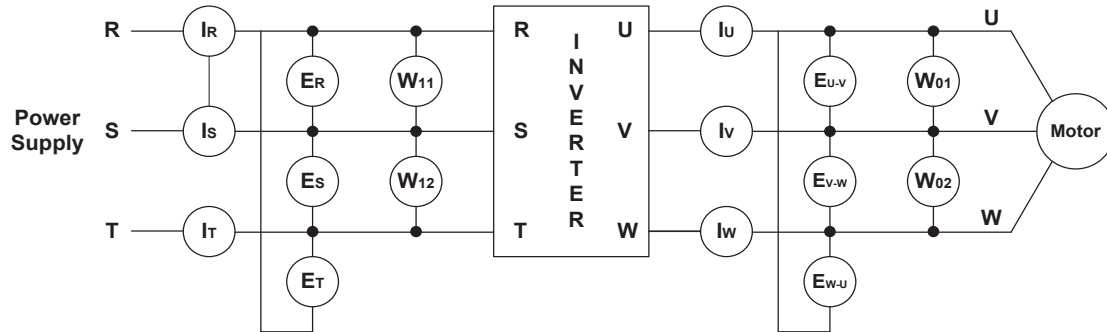 R IR R U IU U
ER W11 EU-V W01
Power Supply
S IS S V IV V Motor
ES W12 EV-W W02
T IT T W IW W
ET EW-U
INVERTER